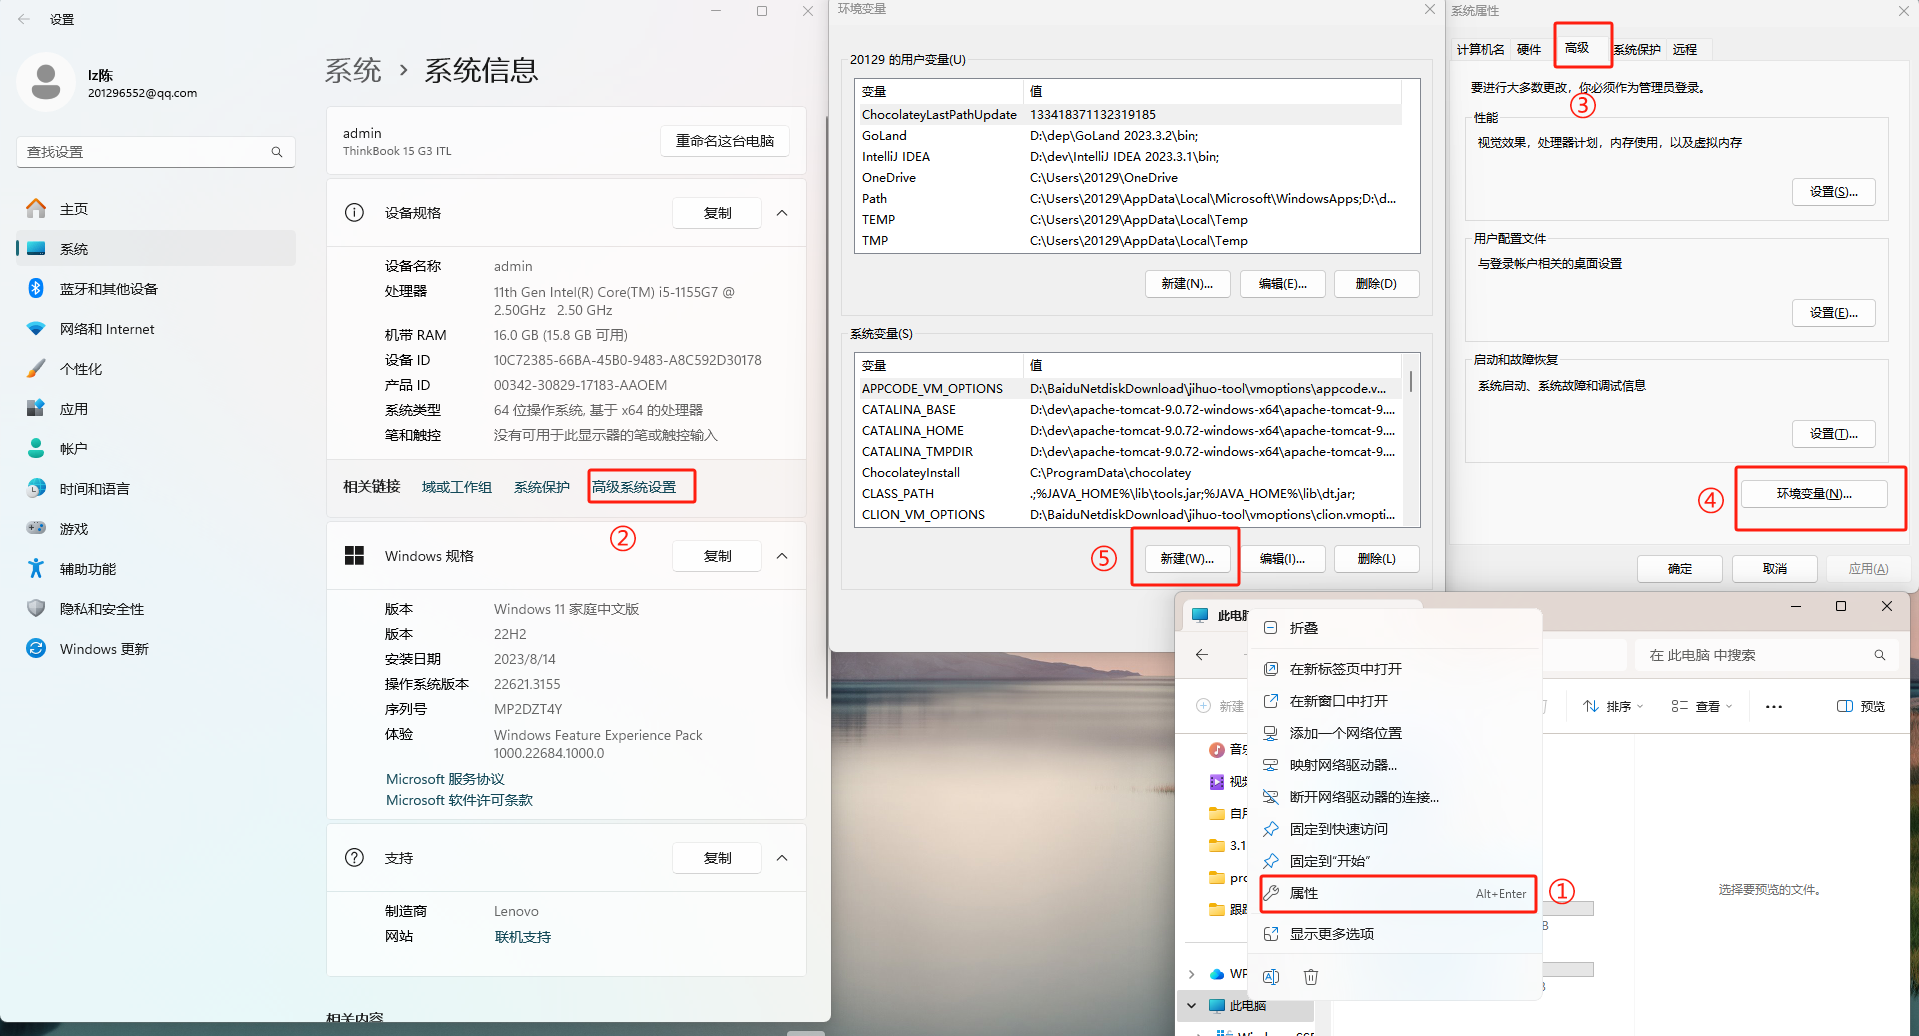 设置
lz陈
201296552@qq.com
查找设置
主页
系统
蓝牙和其他设备
网络和 Internet
个性化
应用
帐户
时间和语言
游戏
辅助功能
隐私和安全性
Windows 更新
系统 › 系统信息
admin
ThinkBook 15 G3 ITL
重命名这台电脑
设备规格
复制
设备名称 admin
处理器 11th Gen Intel(R) Core(TM) i5-1155G7 @
2.50GHz 2.50 GHz
机带 RAM 16.0 GB (15.8 GB 可用)
设备 ID 10C72385-66BA-45B0-9483-A8C592D30178
产品 ID 00342-30829-17183-AAOEM
系统类型 64 位操作系统, 基于 x64 的处理器
笔和触控 没有可用于此显示器的笔或触控输入
相关链接 域或工作组 系统保护 高级系统设置
②
Windows 规格
复制
版本 Windows 11 家庭中文版
版本 22H2
安装日期 2023/8/14
操作系统版本 22621.3155
序列号 MP2DZT4Y
体验 Windows Feature Experience Pack
1000.22684.1000.0
Microsoft 服务协议
Microsoft 软件许可条款
支持
复制
制造商 Lenovo
网站 联机支持
相关内容
环境变量
20129 的用户变量(U)
变量 值
ChocolateyLastPathUpdate 133418371132319185
GoLand D:\dep\GoLand 2023.3.2\bin;
IntelliJ IDEA D:\dev\IntelliJ IDEA 2023.3.1\bin;
OneDrive C:\Users\20129\OneDrive
Path C:\Users\20129\AppData\Local\Microsoft\WindowsApps;D:\d...
TEMP C:\Users\20129\AppData\Local\Temp
TMP C:\Users\20129\AppData\Local\Temp
新建(N)... 编辑(E)... 删除(D)
系统变量(S)
变量 值
APPCODE_VM_OPTIONS D:\BaiduNetdiskDownload\jihuo-tool\vmoptions\appcode.v...
CATALINA_BASE D:\dev\apache-tomcat-9.0.72-windows-x64\apache-tomcat-9....
CATALINA_HOME D:\dev\apache-tomcat-9.0.72-windows-x64\apache-tomcat-9....
CATALINA_TMPDIR D:\dev\apache-tomcat-9.0.72-windows-x64\apache-tomcat-9....
ChocolateyInstall C:\ProgramData\chocolatey
CLASS_PATH .;%JAVA_HOME%\lib\tools.jar;%JAVA_HOME%\lib\dt.jar;
CLION_VM_OPTIONS D:\BaiduNetdiskDownload\jihuo-tool\vmoptions\clion.vmopti...
⑤ 新建(W)... 编辑(I)... 删除(L)
系统属性
计算机名 硬件 高级 系统保护 远程
要进行大多数更改，你必须作为管理员登录。
③
性能
视觉效果，处理器计划，内存使用，以及虚拟内存
设置(S)...
用户配置文件
与登录帐户相关的桌面设置
设置(E)...
启动和故障恢复
系统启动、系统故障和调试信息
设置(T)...
④ 环境变量(N)...
确定 取消 应用(A)
此电脑
在 此电脑 中搜索
新建
排序 查看 ... 预览
3.1
折叠
在新标签页中打开
在新窗口中打开
添加一个网络位置
映射网络驱动器...
断开网络驱动器的连接...
固定到快速访问
固定到"开始"
属性 Alt+Enter ①
显示更多选项
选择要预览的文件。
此电脑